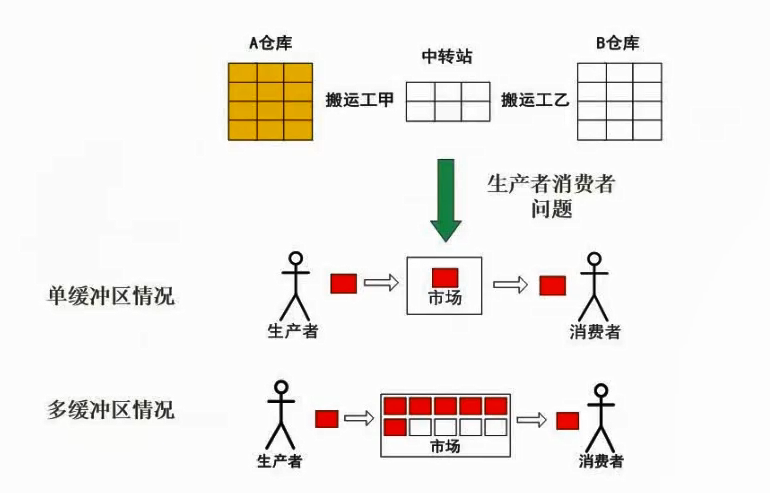 A仓库
中转站
B仓库
搬运工甲
搬运工乙
生产者消费者
问题
单缓冲区情况
市场
生产者
消费者
多缓冲区情况
市场
生产者
消费者